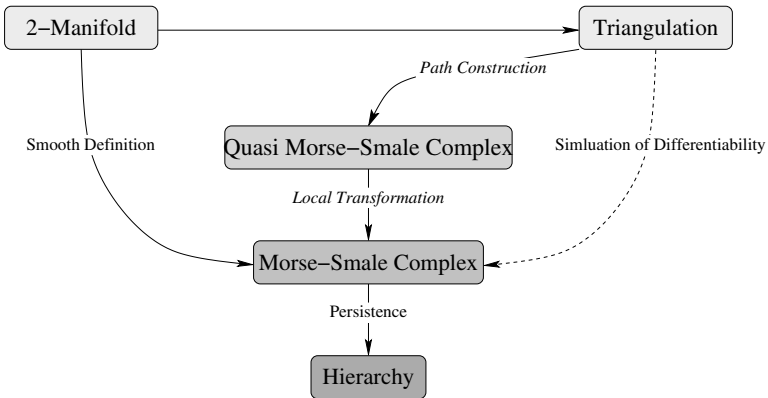 2−Manifold
Triangulation
Path Construction
Smooth Definition
Quasi Morse−Smale Complex
Simluation of Differentiability
Local Transformation
Morse−Smale Complex
Persistence
Hierarchy